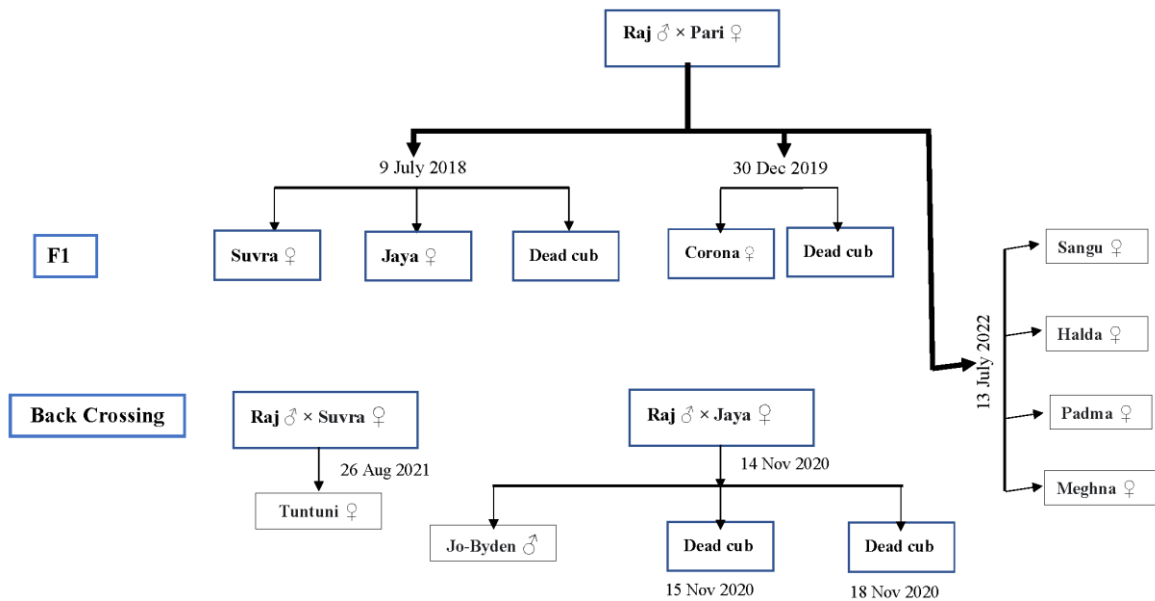 Raj ♂ × Pari ♀
9 July 2018
30 Dec 2019
F1
Suvra ♀
Jaya ♀
Dead cub
Corona ♀
Dead cub
Sangu ♀
13 July 2022
Halda ♀
Padma ♀
Meghna ♀
Back Crossing
Raj ♂ × Suvra ♀
26 Aug 2021
Tuntuni ♀
Raj ♂ × Jaya ♀
14 Nov 2020
Jo-Byden ♂
Dead cub
Dead cub
15 Nov 2020
18 Nov 2020